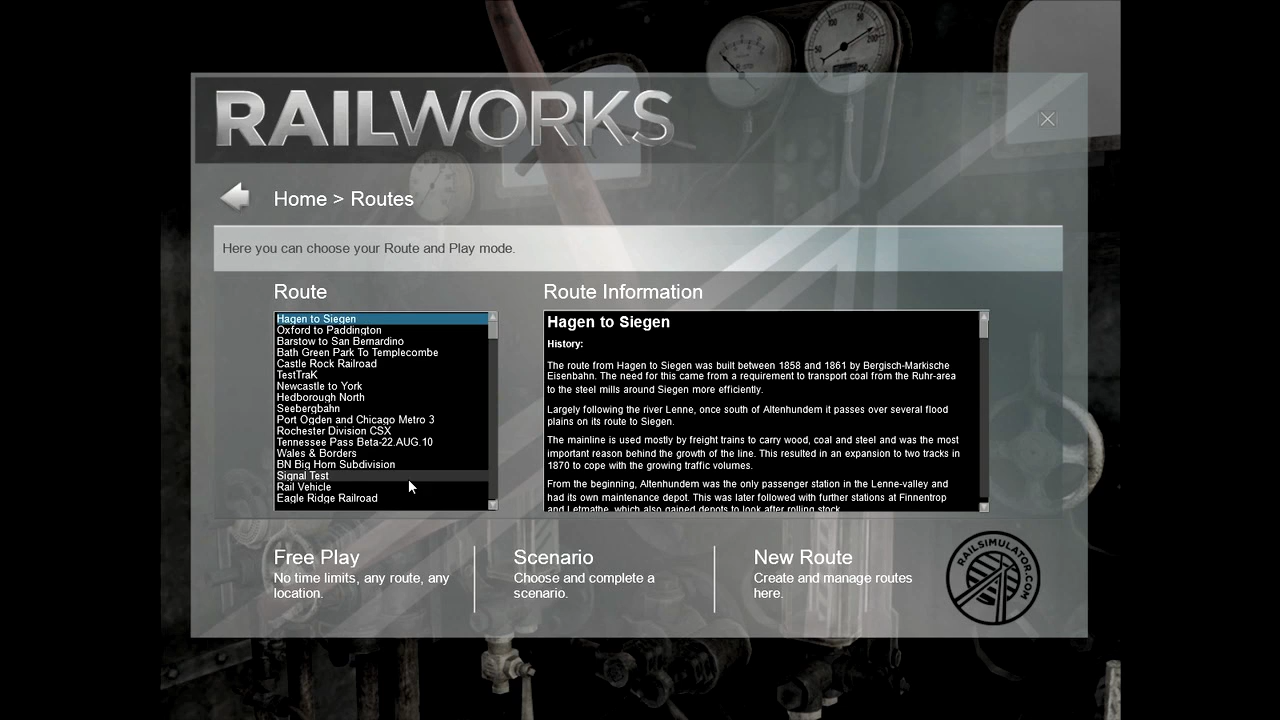 RAILWORKS
Home > Routes
Here you can choose your Route and Play mode.
Route
Hagen to Siegen
Oxford to Paddington
Barstow to San Bernardino
Bath Green Park To Templecombe
Castle Rock Railroad
TestTraK
Newcastle to York
Hedborough North
Seebergbahn
Port Ogden and Chicago Metro 3
Rochester Division CSX
Tennessee Pass Beta-22.AUG.10
Wales & Borders
BN Big Horn Subdivision
Signal Test
Rail Vehicle
Eagle Ridge Railroad
Route Information
Hagen to Siegen
History:
The route from Hagen to Siegen was built between 1858 and 1861 by Bergisch-Markische
Eisenbahn. The need for this came from a requirement to transport coal from the Ruhr-area
to the steel mills around Siegen more efficiently.
Largely following the river Lenne, once south of Altenhundem it passes over several flood
plains on its route to Siegen.
The mainline is used mostly by freight trains to carry wood, coal and steel and was the most
important reason behind the growth of the line. This resulted in an expansion to two tracks in
1870 to cope with the growing traffic volumes.
From the beginning, Altenhundem was the only passenger station in the Lenne-valley and
had its own maintenance depot. This was later followed with further stations at Finnentrop
and Letmathe, which also gained depots to look after rolling stock.
Free Play
No time limits, any route, any
location.
Scenario
Choose and complete a
scenario.
New Route
Create and manage routes
here.
RAILSIMULATOR.COM